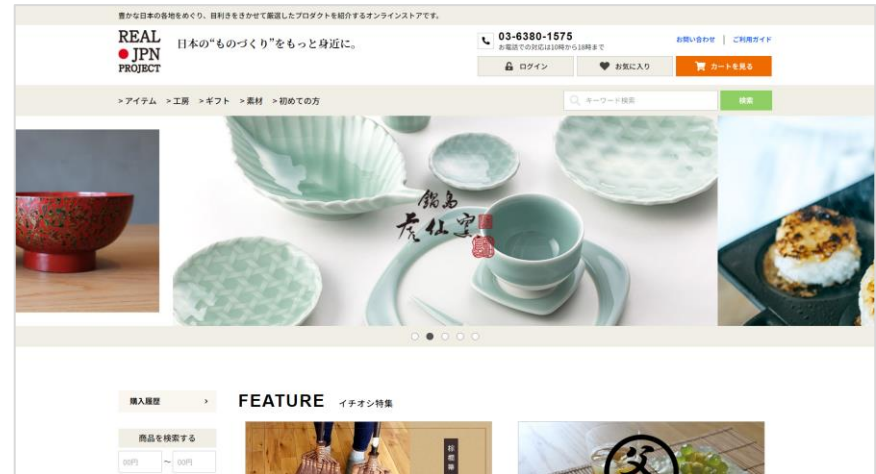 豊かな日本の各地をめぐり、目利きをきかせて厳選したプロダクトを紹介するオンラインストアです。
REAL
JPN
PROJECT
日本の“ものづくり”をもっと身近に。
03-6380-1575
お電話での対応は10時から18時まで
お問い合わせ | ご利用ガイド
ログイン
お気に入り
カートを見る
>アイテム >工房 >ギフト >素材 >初めての方
キーワード検索
検索
鍋島
虎仙窯
購入履歴 >
FEATURE イチオシ特集
商品を検索する
00円 ~ 00円
父